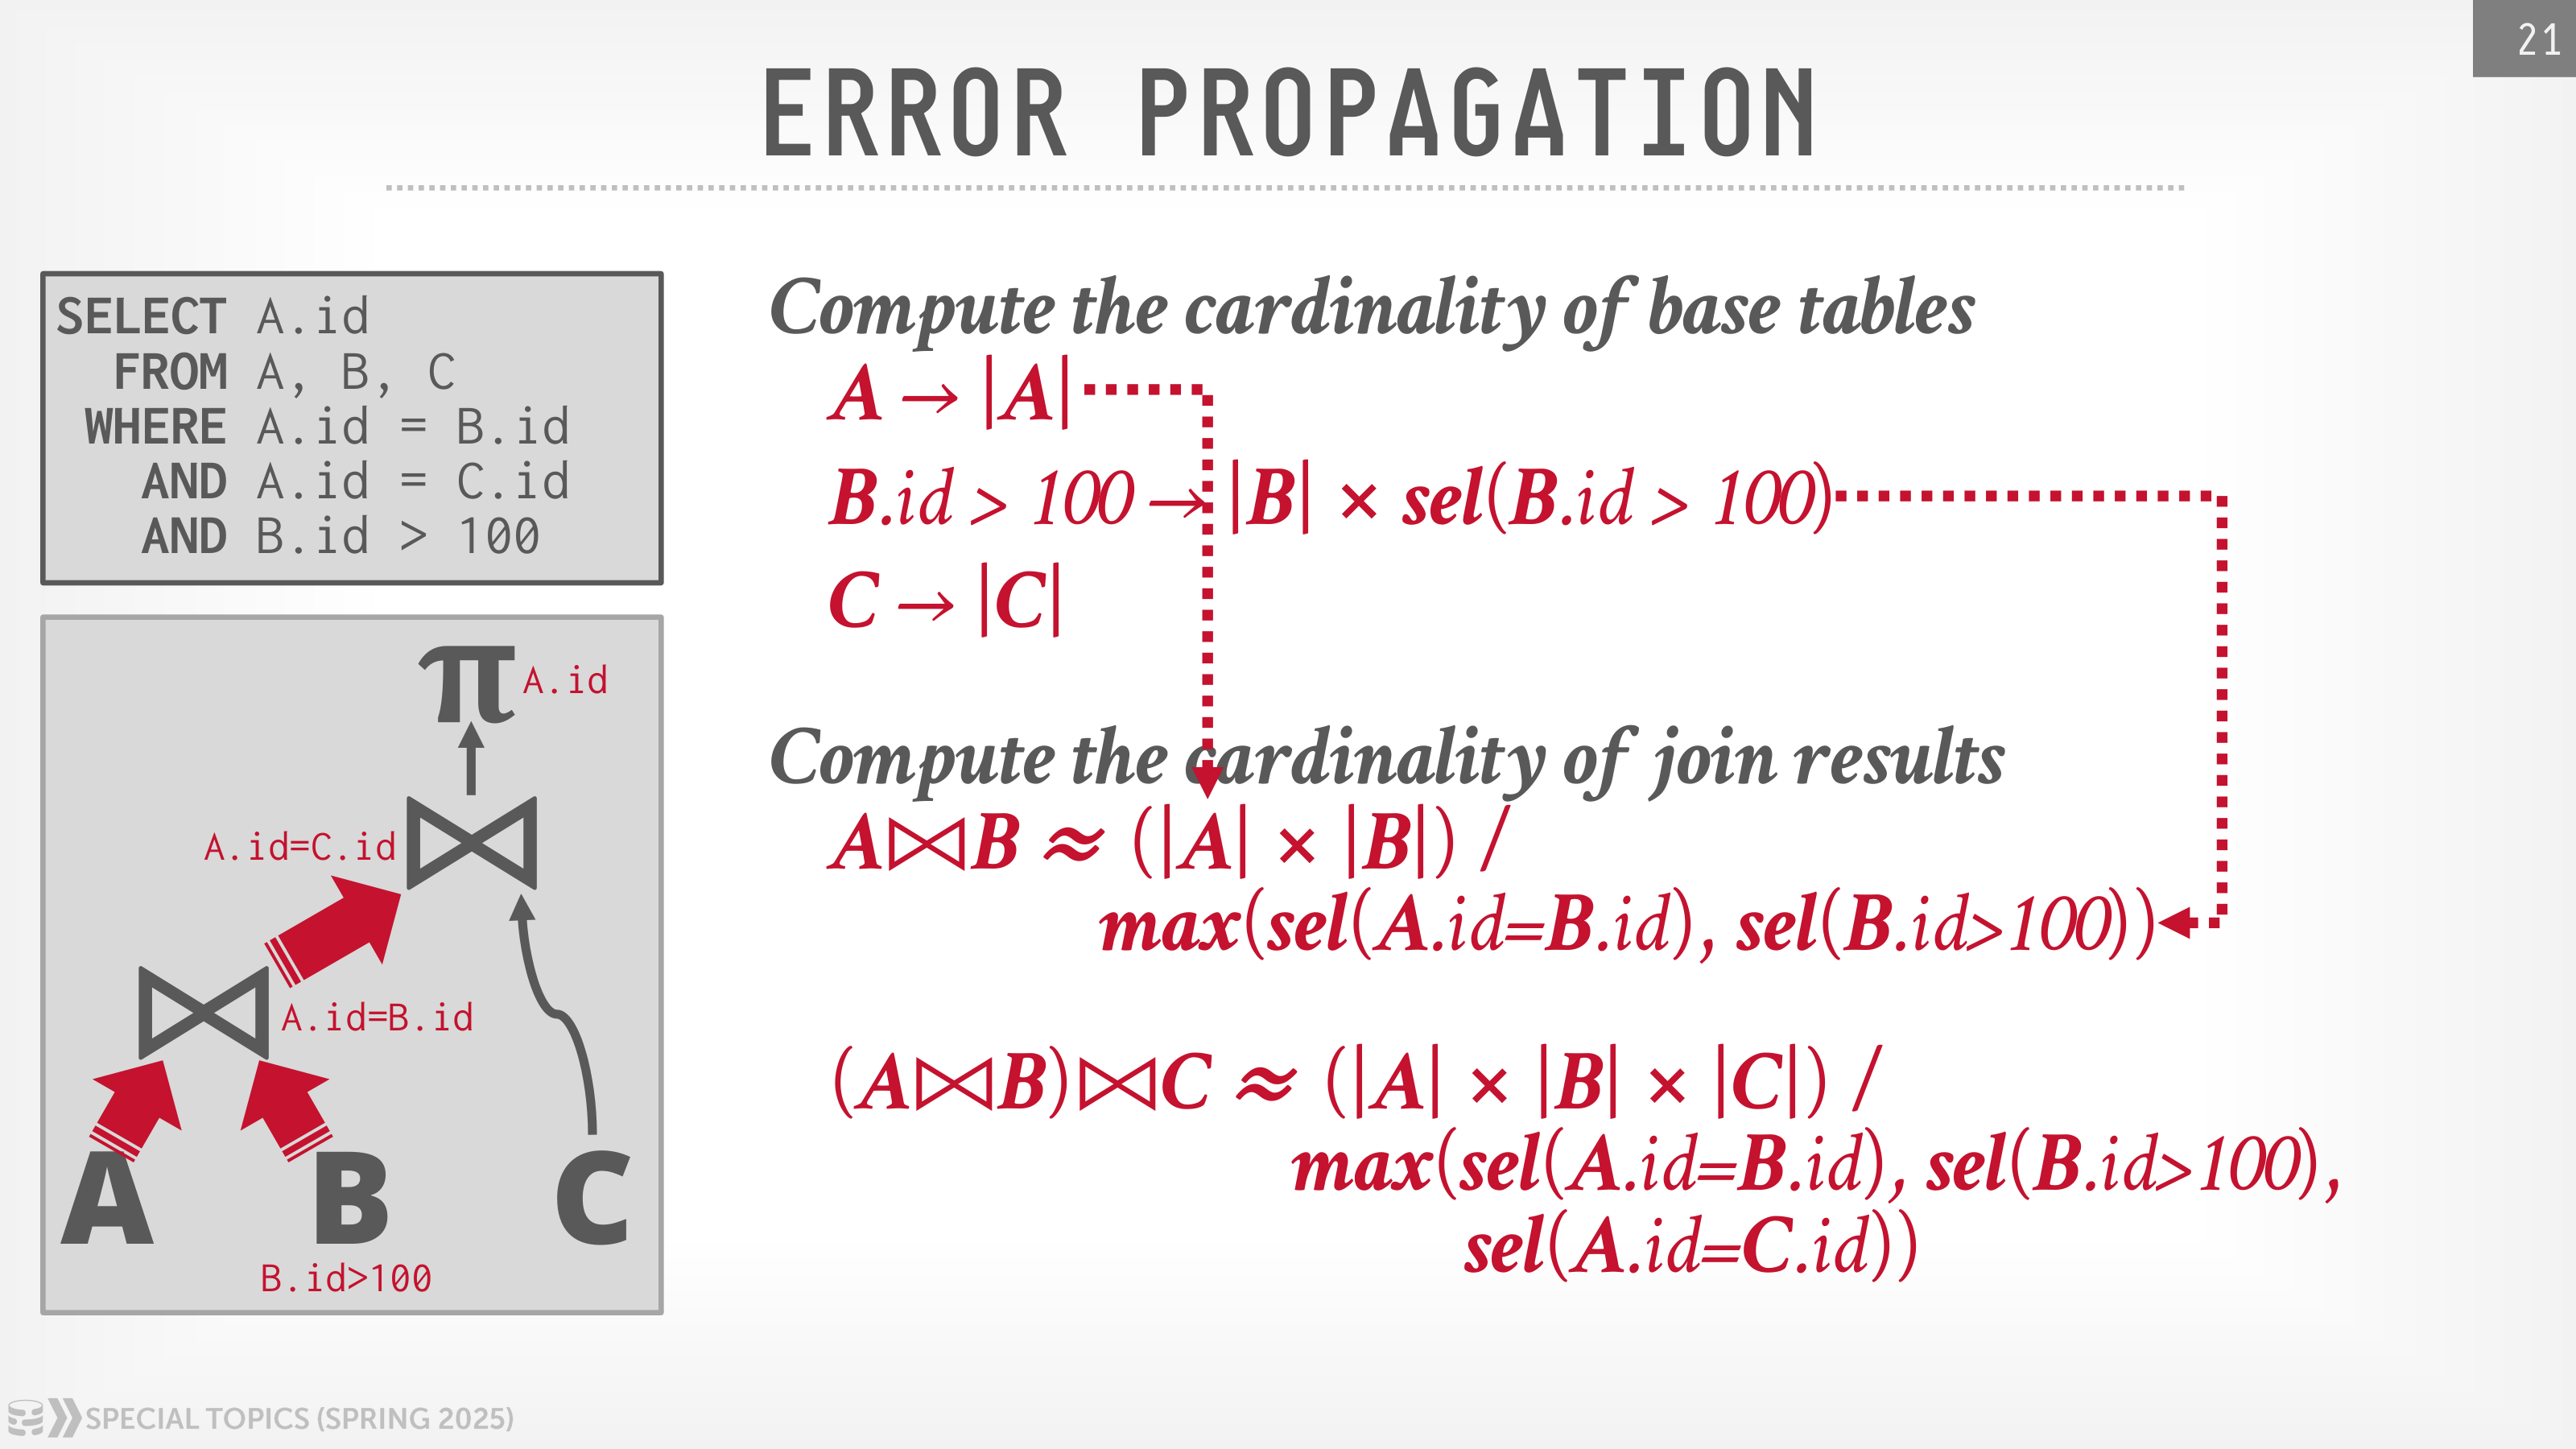 21
ERROR PROPAGATION
SELECT A.id
FROM A, B, C
WHERE A.id = B.id
AND A.id = C.id
AND B.id > 100
π A.id
A.id=C.id
A.id=B.id
A B C
B.id>100
Compute the cardinality of base tables
A → |A|
B.id > 100 → |B| × sel(B.id > 100)
C → |C|
Compute the cardinality of join results
A⋈B ≈ (|A| × |B|) /
max(sel(A.id=B.id), sel(B.id>100))
(A⋈B)⋈C ≈ (|A| × |B| × |C|) /
max(sel(A.id=B.id), sel(B.id>100),
sel(A.id=C.id))
SPECIAL TOPICS (SPRING 2025)